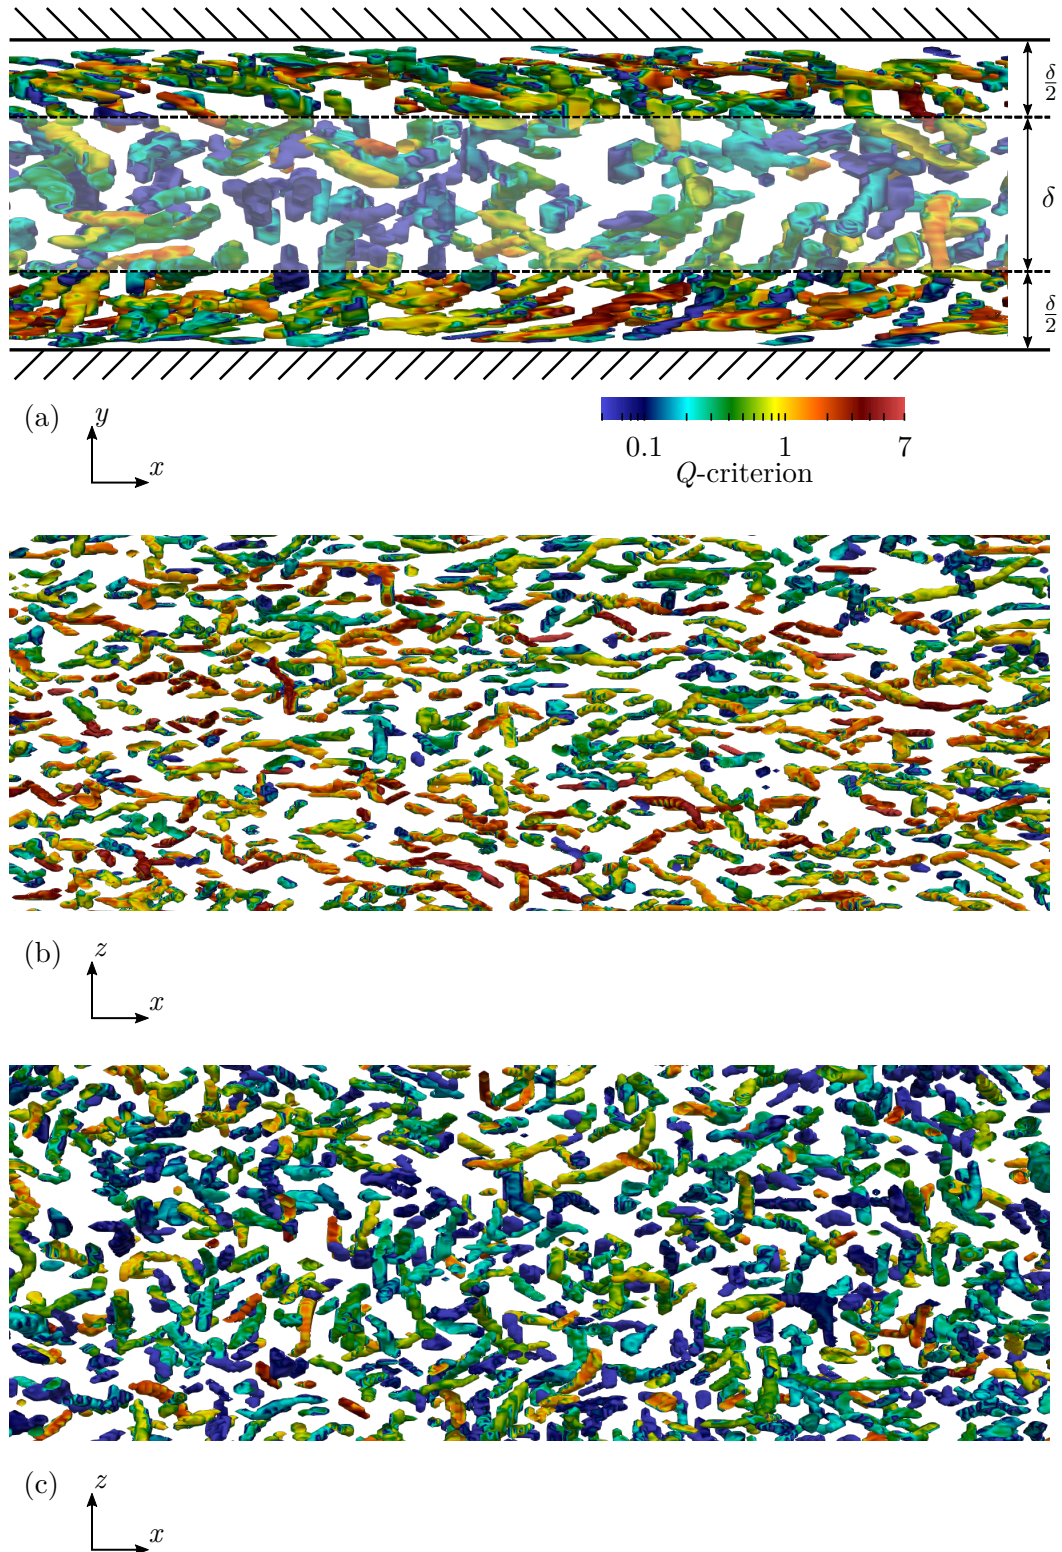 δ/2
δ
δ/2
(a)
y
x
0.1 1 7
Q-criterion
(b)
z
x
(c)
z
x